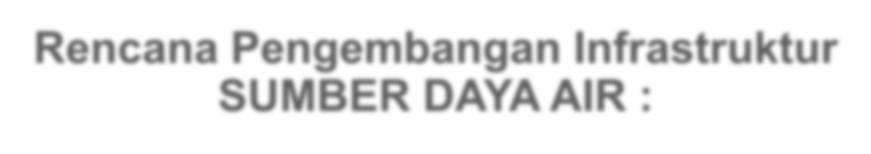 Rencana Pengembangan Infrastruktur
SUMBER DAYA AIR :